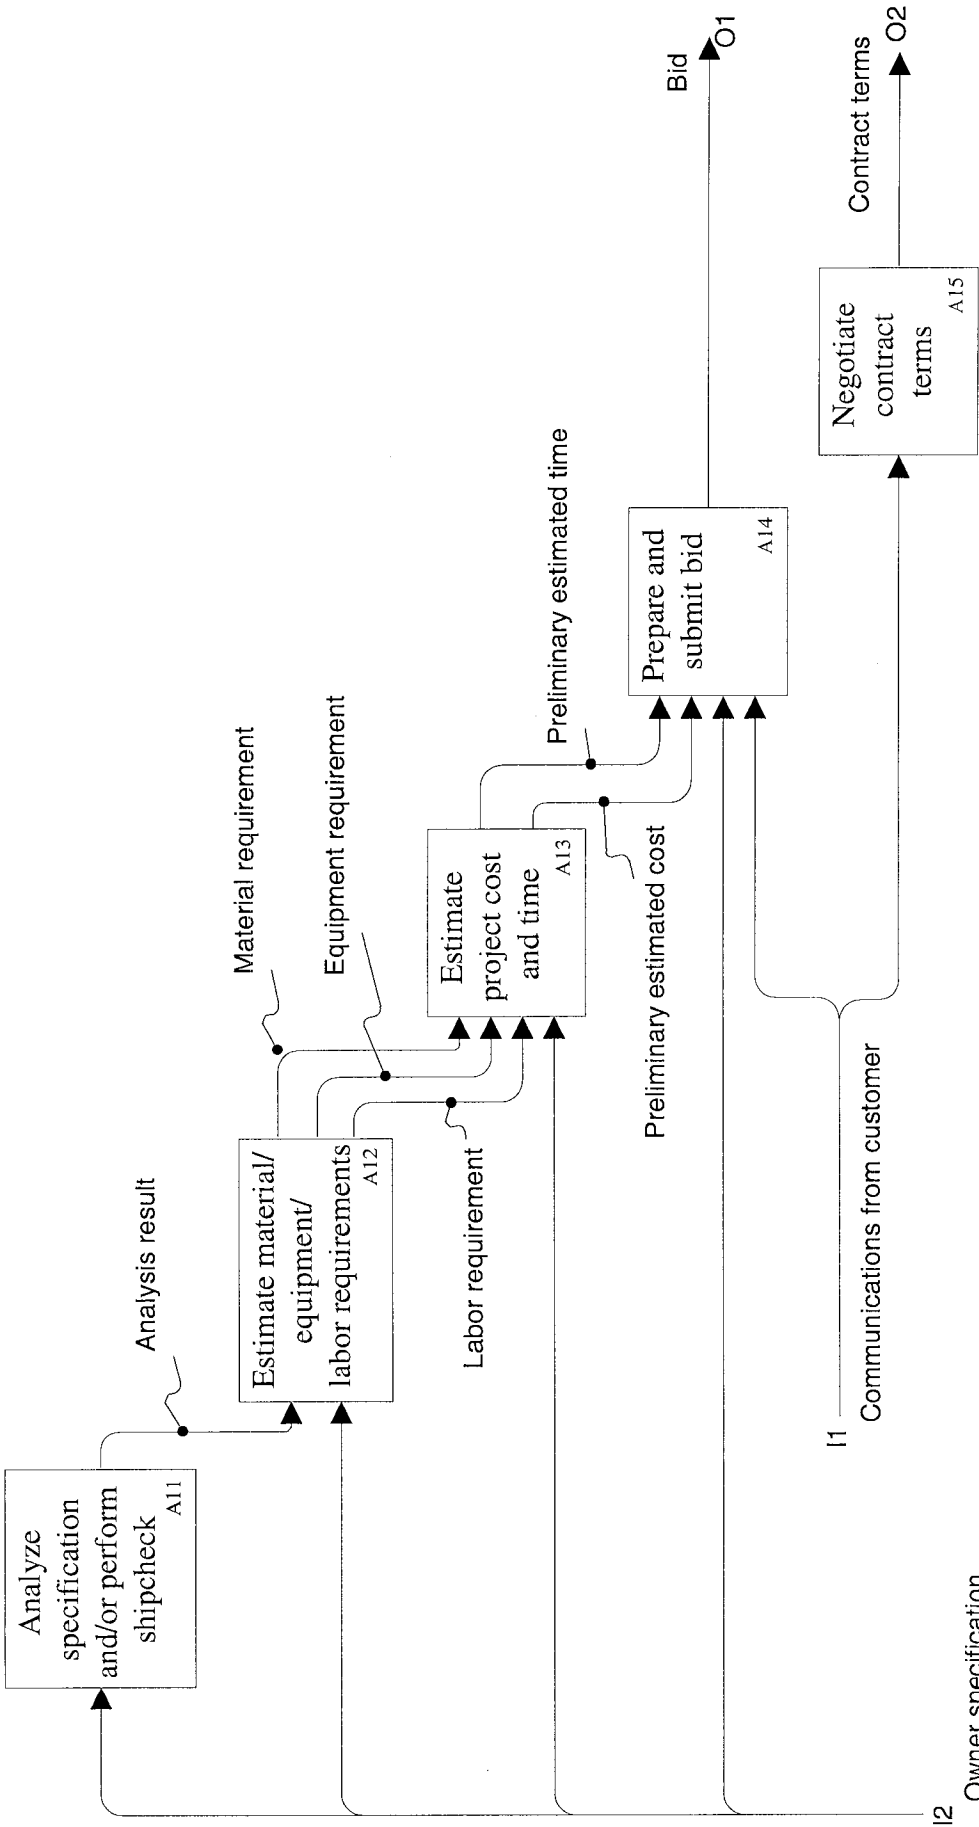 Analyze
specification
and/or perform
shipcheck
A11
Analysis result
Estimate material/
equipment/
labor requirements
A12
Material requirement
Equipment requirement
Labor requirement
Estimate
project cost
and time
A13
Preliminary estimated time
Preliminary estimated cost
Prepare and
submit bid
A14
Bid
O1
Negotiate
contract
terms
A15
Contract terms
O2
I1
Communications from customer
I2
Owner specification